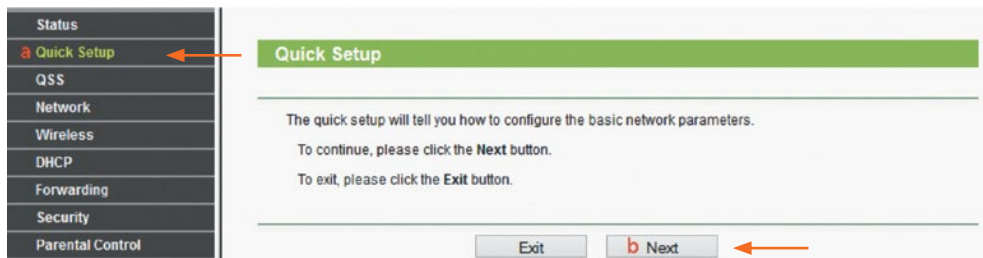 Status
a Quick Setup
QSS
Network
Wireless
DHCP
Forwarding
Security
Parental Control
Quick Setup
The quick setup will tell you how to configure the basic network parameters.
To continue, please click the Next button.
To exit, please click the Exit button.
Exit
b Next